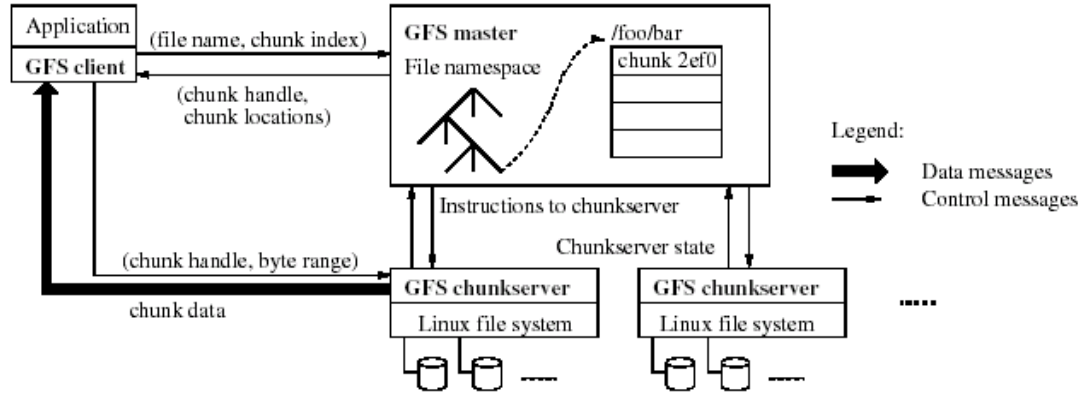 Application
GFS client
(file name, chunk index)
(chunk handle,
chunk locations)
GFS master
File namespace
/foo/bar
chunk 2ef0
Legend:
Data messages
Control messages
Instructions to chunkserver
Chunkserver state
(chunk handle, byte range)
chunk data
GFS chunkserver
Linux file system
GFS chunkserver
Linux file system